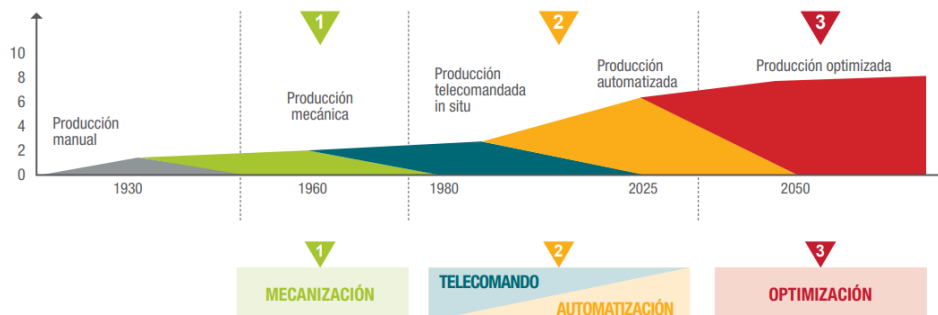 1
2
3
10
8
6
4
2
0
Producción
manual
Producción
mecánica
Producción
telecomandada
in situ
Producción
automatizada
Producción optimizada
1930
1960
1980
2025
2050
1
2
3
MECANIZACIÓN
TELECOMANDO
AUTOMATIZACIÓN
OPTIMIZACIÓN